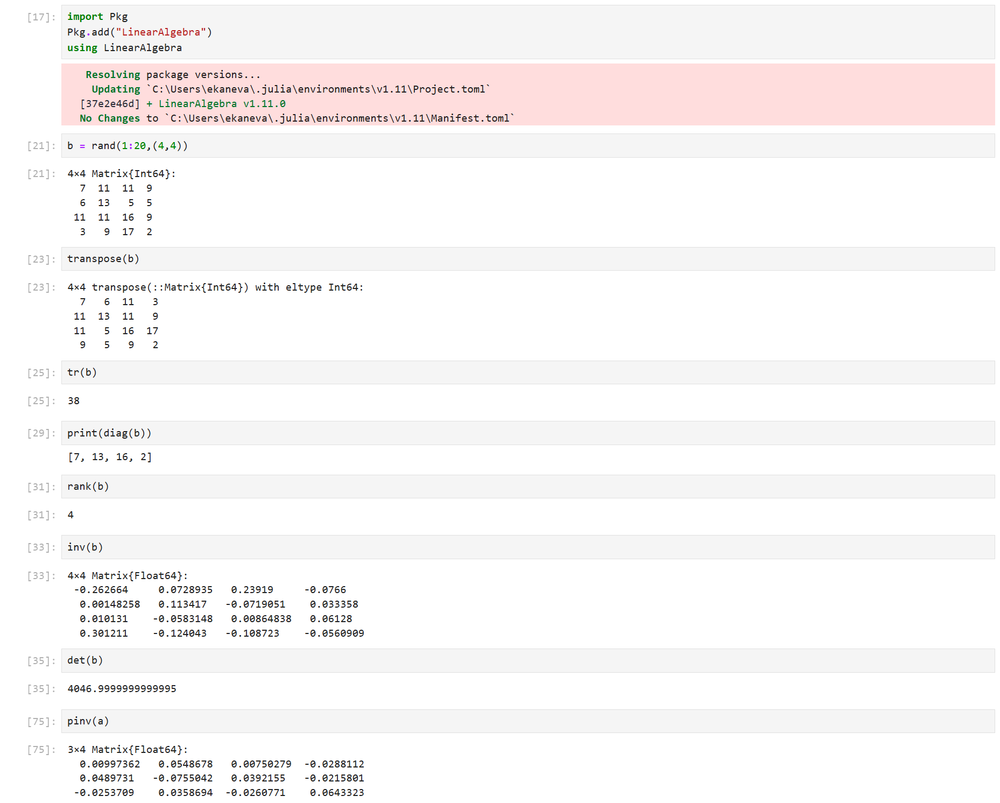 [17]: import Pkg
Pkg.add("LinearAlgebra")
using LinearAlgebra
Resolving package versions...
Updating `C:\Users\ekaneva\.julia\environments\v1.11\Project.toml`
[37e2e46d] + LinearAlgebra v1.11.0
No Changes to `C:\Users\ekaneva\.julia\environments\v1.11\Manifest.toml`
[21]: b = rand(1:20,(4,4))
[21]: 4×4 Matrix{Int64}:
7 11 11 9
6 13 5 5
11 11 16 9
3 9 17 2
[23]: transpose(b)
[23]: 4×4 transpose(::Matrix{Int64}) with eltype Int64:
7 6 11 3
11 13 11 9
11 5 16 17
9 5 9 2
[25]: tr(b)
[25]: 38
[29]: print(diag(b))
[7, 13, 16, 2]
[31]: rank(b)
[31]: 4
[33]: inv(b)
[33]: 4×4 Matrix{Float64}:
-0.262664 0.0728935 0.23919 -0.0766
0.00148258 0.113417 -0.0719051 0.033358
0.010131 -0.0583148 0.00864838 0.06128
0.301211 -0.124043 -0.108723 -0.0560909
[35]: det(b)
[35]: 4046.9999999999995
[75]: pinv(a)
[75]: 3×4 Matrix{Float64}:
0.00997362 0.0548678 0.00750279 -0.0288112
0.0489731 -0.0755042 0.0392155 -0.0215801
-0.0253709 0.0358694 -0.0260771 0.0643323